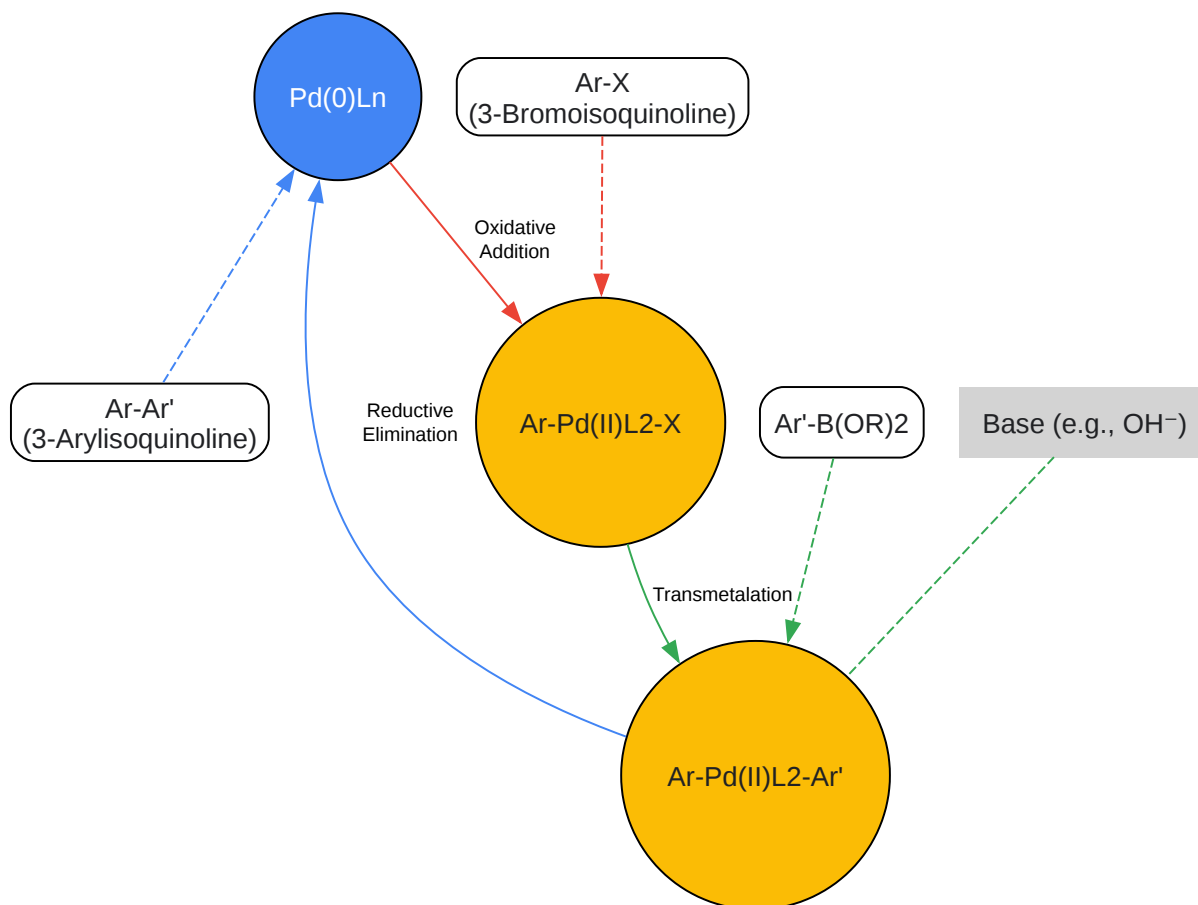 Pd(0)Ln
Ar-X
(3-Bromoisoquinoline)
Oxidative
Addition
Ar-Ar'
(3-Arylisoquinoline)
Reductive
Elimination
Ar-Pd(II)L2-X
Ar'-B(OR)2
Base (e.g., OH⁻)
Transmetalation
Ar-Pd(II)L2-Ar'